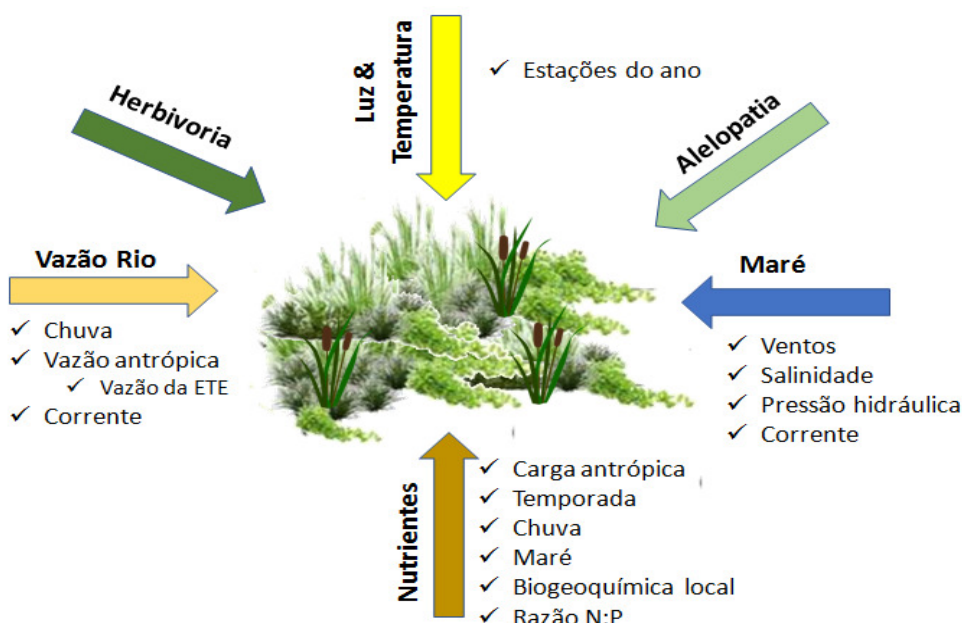 Luz &
Temperatura
✓ Estações do ano
Herbivoria
Alelopatia
Vazão Rio
✓ Chuva
✓ Vazão antrópica
✓ Vazão da ETE
✓ Corrente
Maré
✓ Ventos
✓ Salinidade
✓ Pressão hidráulica
✓ Corrente
Nutrientes
✓ Carga antrópica
✓ Temporada
✓ Chuva
✓ Maré
✓ Biogeoquímica local
✓ Razão N:P